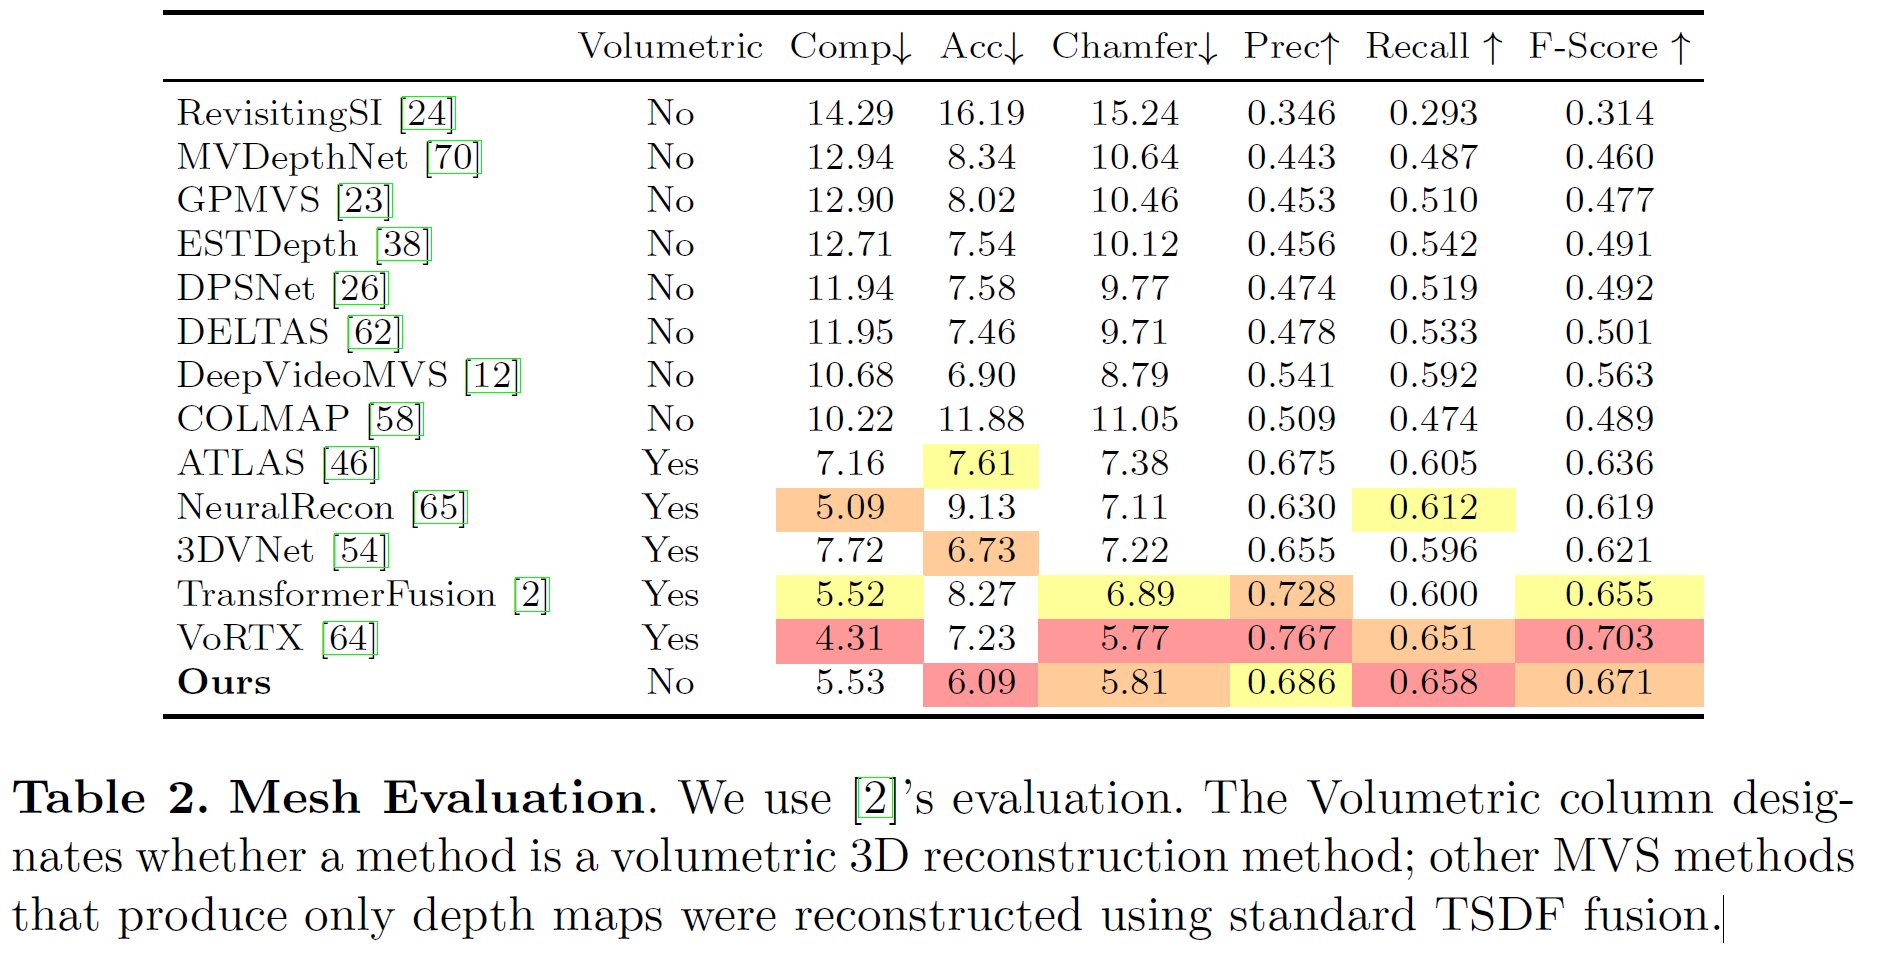 Volumetric Comp↓ Acc↓ Chamfer↓ Prec↑ Recall ↑ F-Score ↑
RevisitingSI [24] No 14.29 16.19 15.24 0.346 0.293 0.314
MVDepthNet [70] No 12.94 8.34 10.64 0.443 0.487 0.460
GPMVS [23] No 12.90 8.02 10.46 0.453 0.510 0.477
ESTDepth [38] No 12.71 7.54 10.12 0.456 0.542 0.491
DPSNet [26] No 11.94 7.58 9.77 0.474 0.519 0.492
DELTAS [62] No 11.95 7.46 9.71 0.478 0.533 0.501
DeepVideoMVS [12] No 10.68 6.90 8.79 0.541 0.592 0.563
COLMAP [58] No 10.22 11.88 11.05 0.509 0.474 0.489
ATLAS [46] Yes 7.16 7.61 7.38 0.675 0.605 0.636
NeuralRecon [65] Yes 5.09 9.13 7.11 0.630 0.612 0.619
3DVNet [54] Yes 7.72 6.73 7.22 0.655 0.596 0.621
TransformerFusion [2] Yes 5.52 8.27 6.89 0.728 0.600 0.655
VoRTX [64] Yes 4.31 7.23 5.77 0.767 0.651 0.703
Ours No 5.53 6.09 5.81 0.686 0.658 0.671
Table 2. Mesh Evaluation. We use [2]'s evaluation. The Volumetric column desig-
nates whether a method is a volumetric 3D reconstruction method; other MVS methods
that produce only depth maps were reconstructed using standard TSDF fusion.